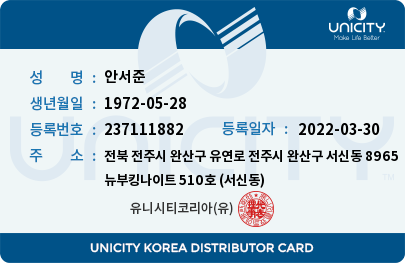 UNICITY
Make Life Better
성 명 : 안서준
생년월일 : 1972-05-28
등록번호 : 237111882 등록일자 : 2022-03-30
주 소 : 전북 전주시 완산구 유연로 전주시 완산구 서신동 8965
뉴부킹나이트 510호 (서신동)
유니시티코리아(유)
UNICITY
UNICITY KOREA DISTRIBUTOR CARD